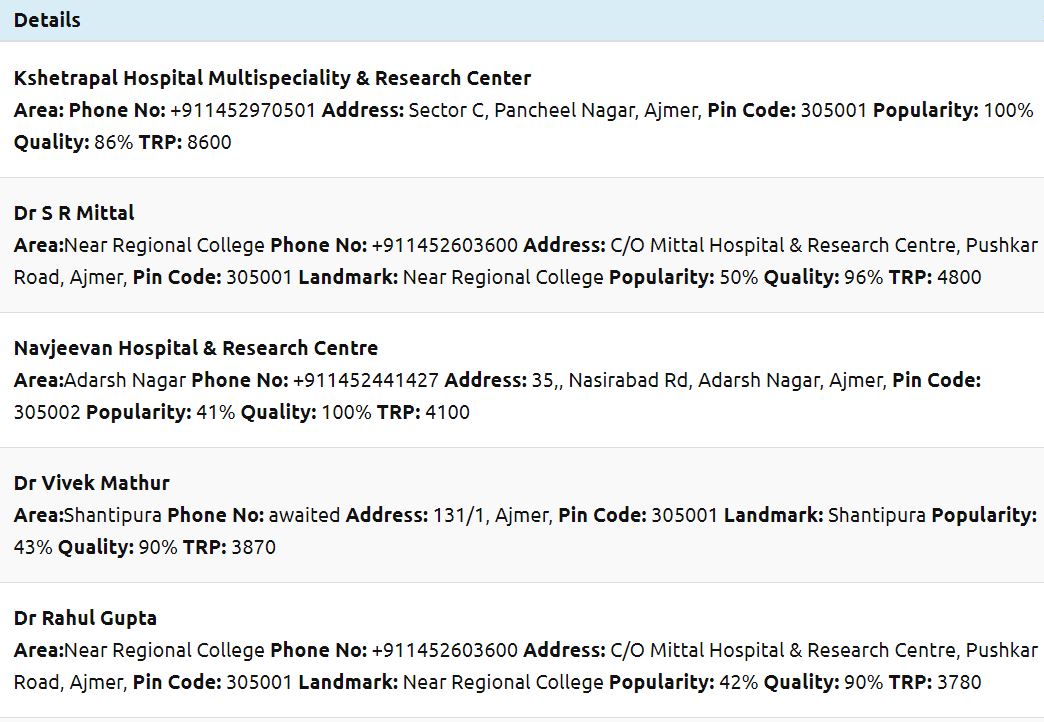 Details
Kshetrapal Hospital Multispeciality & Research Center
Area: Phone No: +911452970501 Address: Sector C, Pancheel Nagar, Ajmer, Pin Code: 305001 Popularity: 100%
Quality: 86% TRP: 8600
Dr S R Mittal
Area:Near Regional College Phone No: +911452603600 Address: C/O Mittal Hospital & Research Centre, Pushkar
Road, Ajmer, Pin Code: 305001 Landmark: Near Regional College Popularity: 50% Quality: 96% TRP: 4800
Navjeevan Hospital & Research Centre
Area:Adarsh Nagar Phone No: +911452441427 Address: 35,, Nasirabad Rd, Adarsh Nagar, Ajmer, Pin Code:
305002 Popularity: 41% Quality: 100% TRP: 4100
Dr Vivek Mathur
Area:Shantipura Phone No: awaited Address: 131/1, Ajmer, Pin Code: 305001 Landmark: Shantipura Popularity:
43% Quality: 90% TRP: 3870
Dr Rahul Gupta
Area:Near Regional College Phone No: +911452603600 Address: C/O Mittal Hospital & Research Centre, Pushkar
Road, Ajmer, Pin Code: 305001 Landmark: Near Regional College Popularity: 42% Quality: 90% TRP: 3780